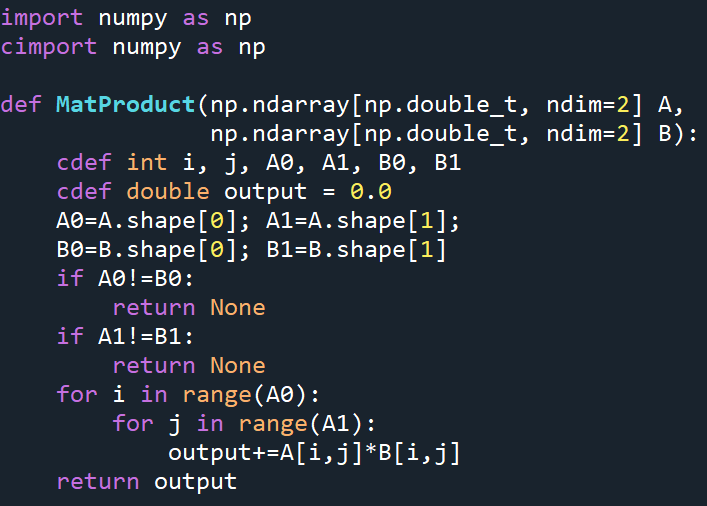 import numpy as np
cimport numpy as np

def MatProduct(np.ndarray[np.double_t, ndim=2] A,
               np.ndarray[np.double_t, ndim=2] B):
    cdef int i, j, A0, A1, B0, B1
    cdef double output = 0.0
    A0=A.shape[0]; A1=A.shape[1];
    B0=B.shape[0]; B1=B.shape[1]
    if A0!=B0:
        return None
    if A1!=B1:
        return None
    for i in range(A0):
        for j in range(A1):
            output+=A[i,j]*B[i,j]
    return output